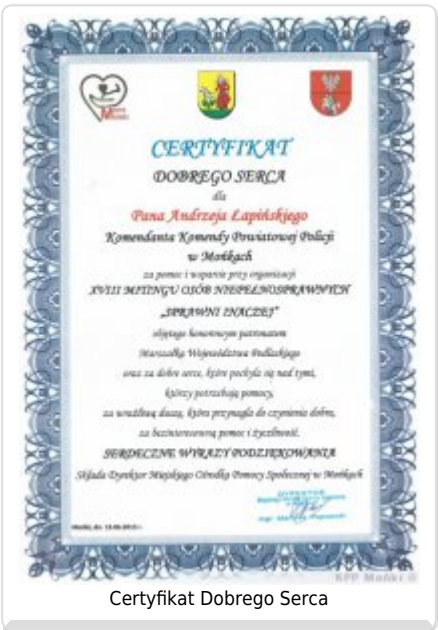 CERTYFIKAT
DOBREGO SERCA
dla
Pana Andrzeja Łapińskiego
Komendanta Komendy Powiatowej Policji
w Mońkach
za pomoc i wsparcie przy organizacji
XVIII MITINGU OSÓB NIEPEŁNOSPRAWNYCH
„SPRAWNI INACZEJ"
objętego honorowym patronatem
Marszałka Województwa Podlaskiego
oraz za dobre serce, które pochyla się nad tymi,
którzy potrzebują pomocy,
za wrażliwą duszę, która przynagla do czynienia dobra,
za bezinteresowną pomoc i życzliwość.
SERDECZNE WYRAZY PODZIĘKOWANIA
Składa Dyrektor Miejskiego Ośrodka Pomocy Społecznej w Mońkach
DYREKTOR
KPP Mońki ©
Certyfikat Dobrego Serca